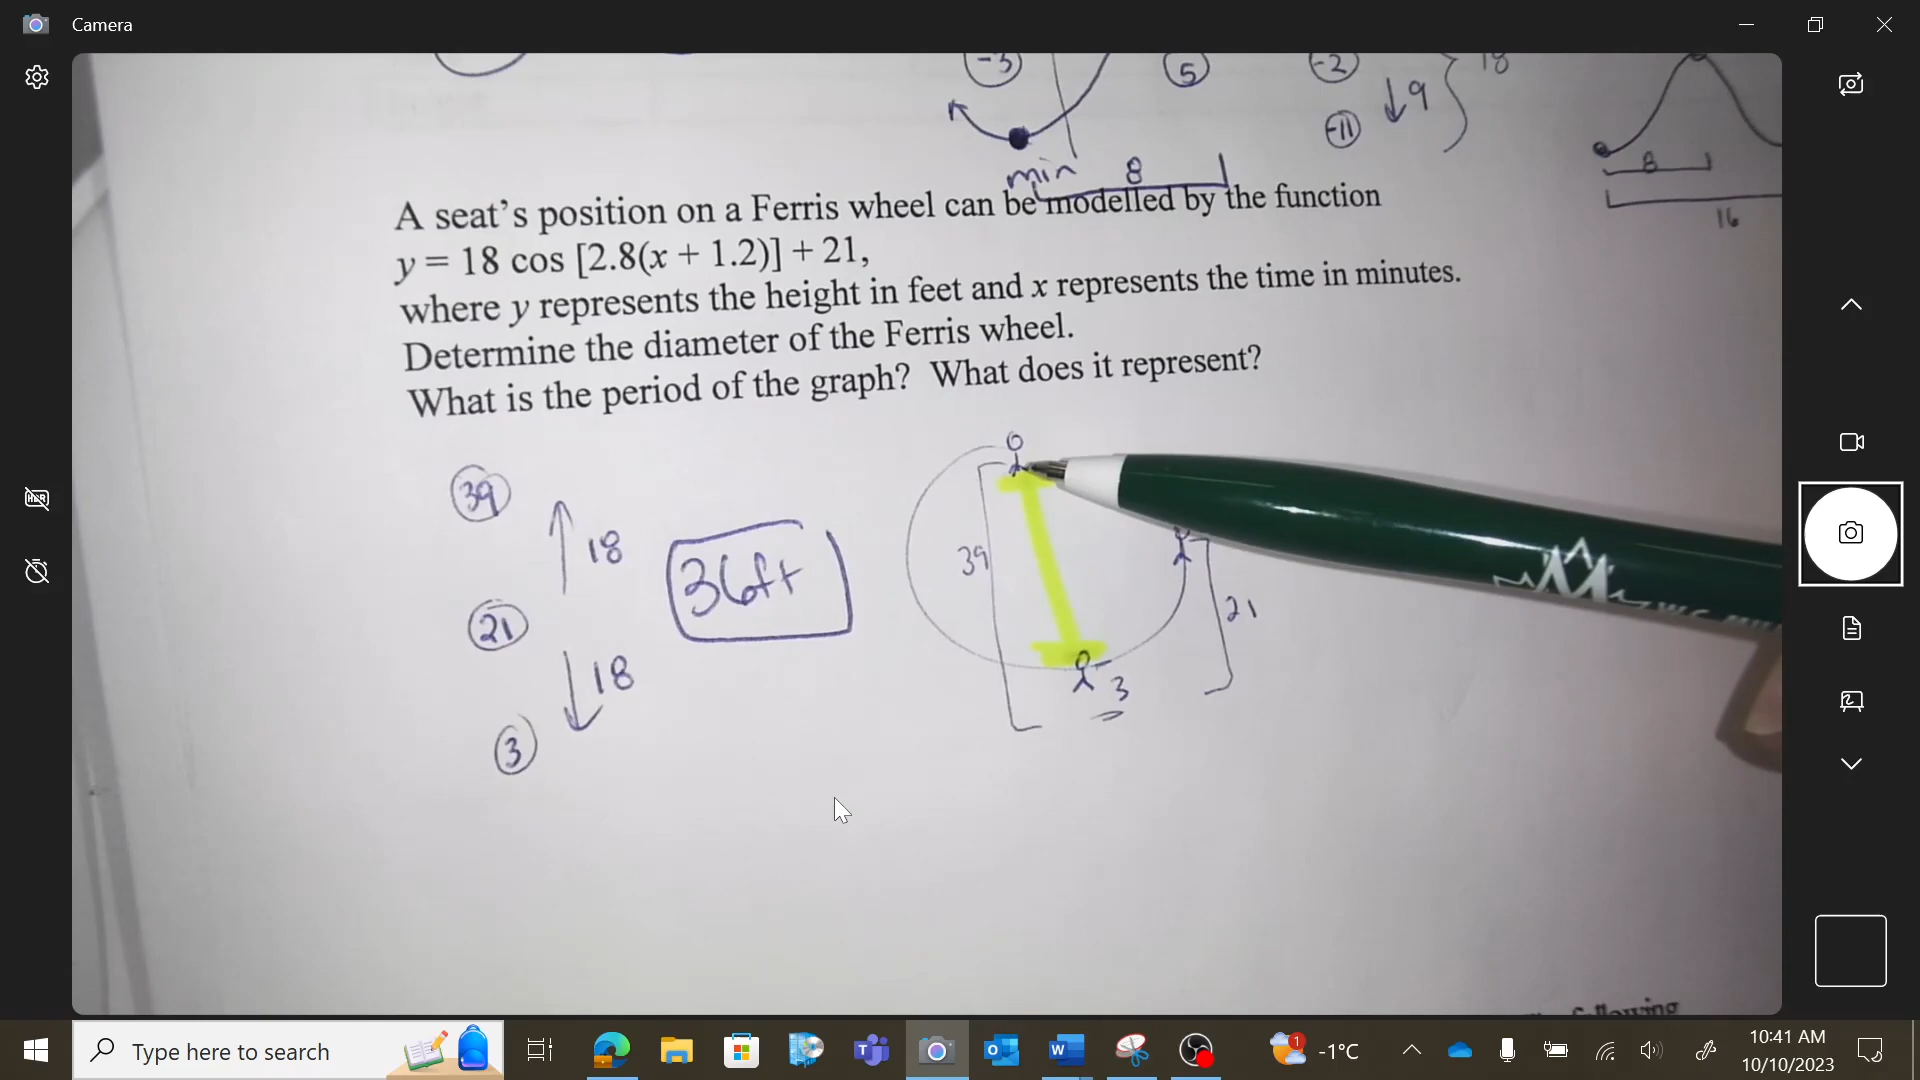 Camera
-3
5
-2
18
↓9
-11
min
8
8
16
A seat's position on a Ferris wheel can be modelled by the function
y = 18 cos [2.8(x + 1.2)] + 21,
where y represents the height in feet and x represents the time in minutes.
Determine the diameter of the Ferris wheel.
What is the period of the graph? What does it represent?
39
18
36ft
39
21
21
18
3
3
following
Type here to search
1
-1°C
10:41 AM
10/10/2023